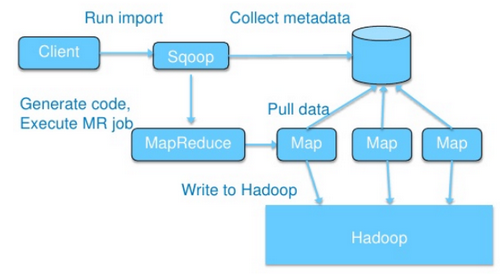 Run import
Collect metadata
Client
Sqoop
Generate code,
Execute MR job
Pull data
MapReduce
Map
Map
Map
Write to Hadoop
Hadoop